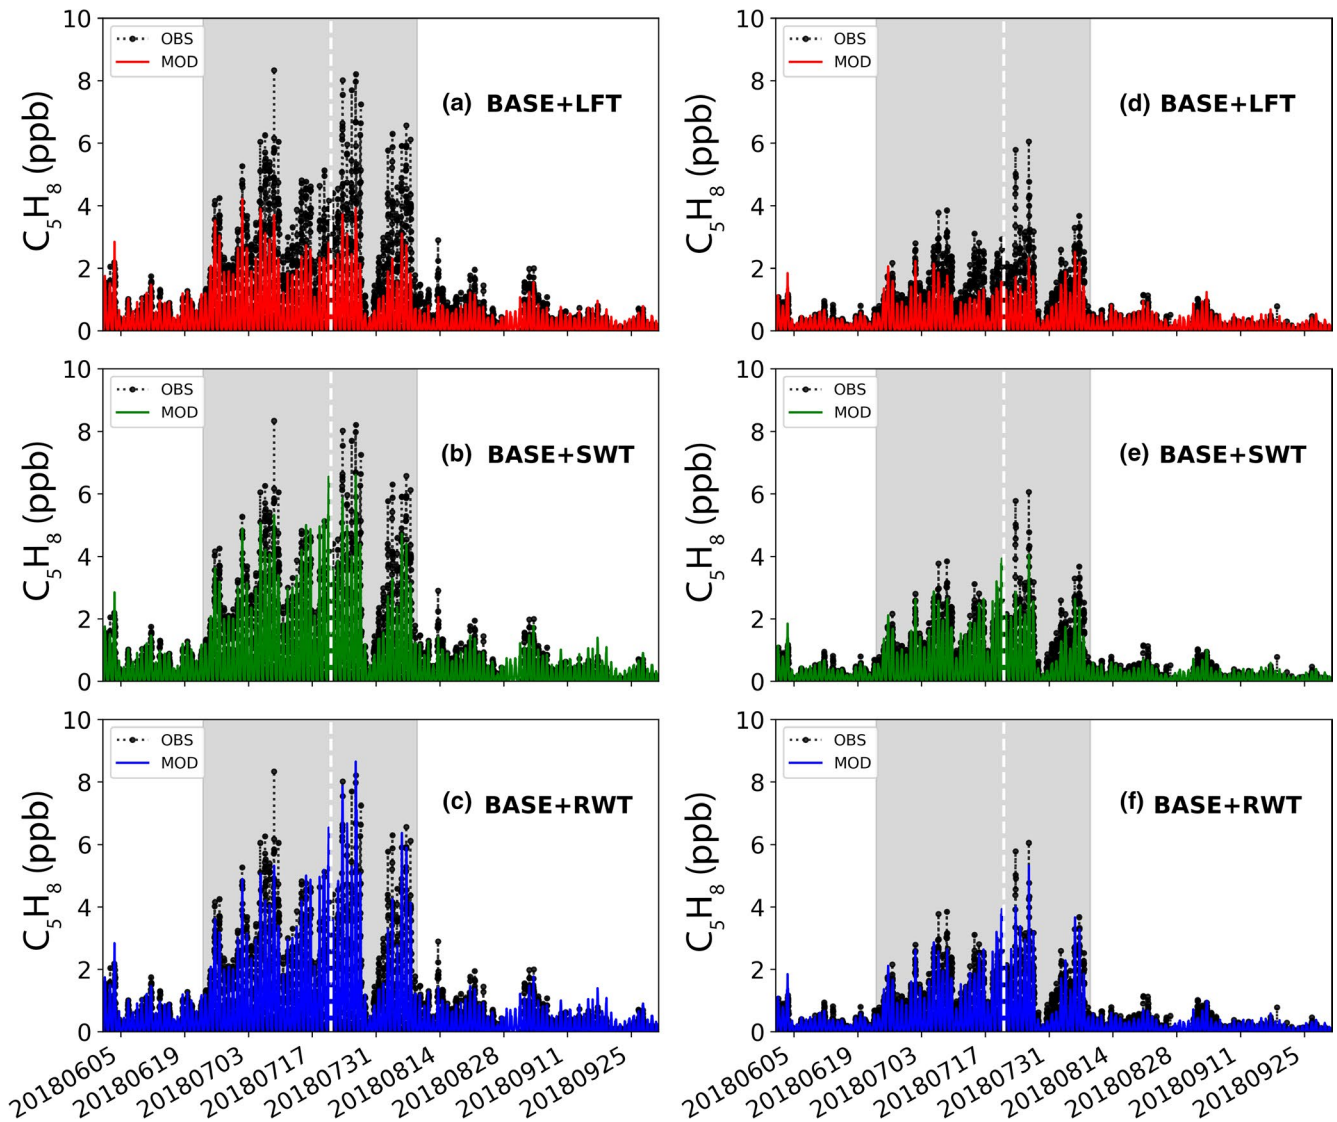 10
8
6
4
2
0
C5H8 (ppb)
OBS
MOD
(a) BASE+LFT
10
8
6
4
2
0
C5H8 (ppb)
OBS
MOD
(d) BASE+LFT
10
8
6
4
2
0
C5H8 (ppb)
OBS
MOD
(b) BASE+SWT
10
8
6
4
2
0
C5H8 (ppb)
OBS
MOD
(e) BASE+SWT
10
8
6
4
2
0
C5H8 (ppb)
OBS
MOD
(c) BASE+RWT
20180605
20180619
20180703
20180717
20180731
20180814
20180828
20180911
20180925
10
8
6
4
2
0
C5H8 (ppb)
OBS
MOD
(f) BASE+RWT
20180605
20180619
20180703
20180717
20180731
20180814
20180828
20180911
20180925